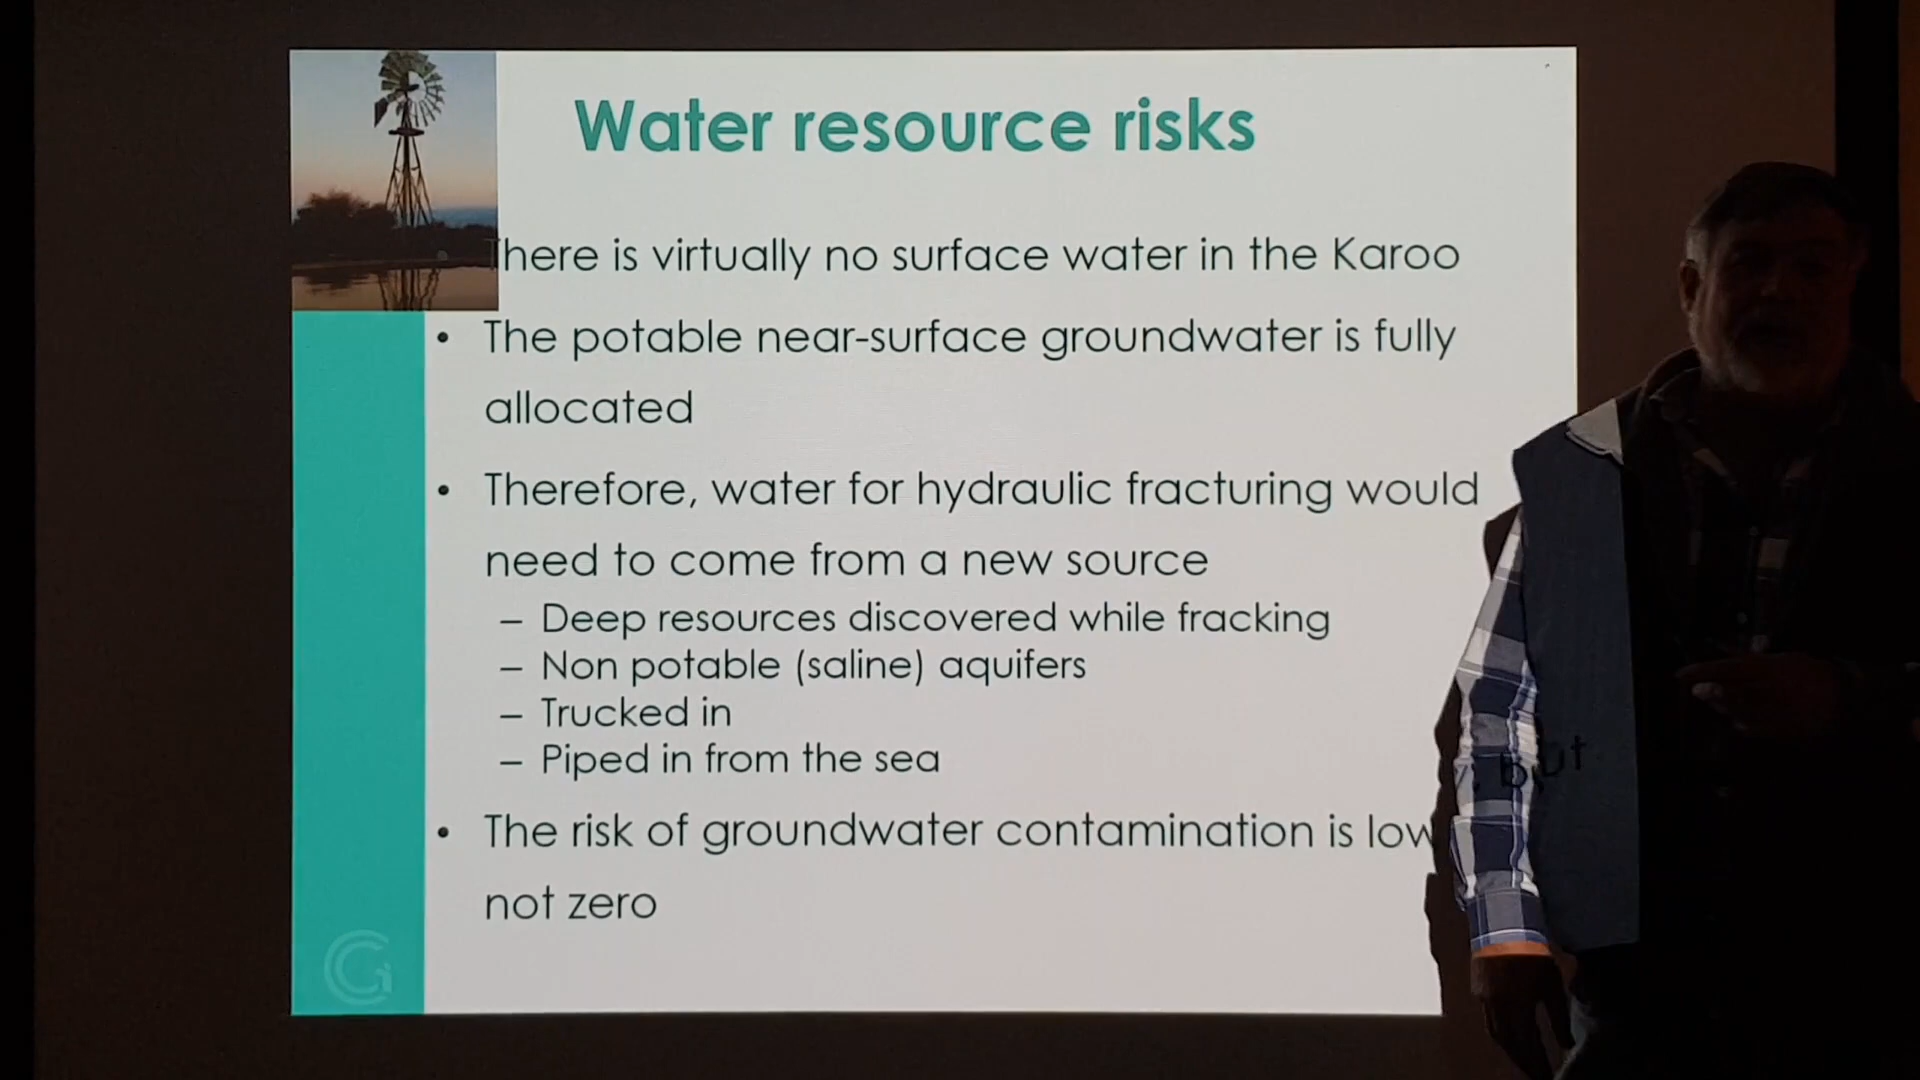 Water resource risks
There is virtually no surface water in the Karoo
• The potable near-surface groundwater is fully
allocated
• Therefore, water for hydraulic fracturing would
need to come from a new source
– Deep resources discovered while fracking
– Non potable (saline) aquifers
– Trucked in
– Piped in from the sea
• The risk of groundwater contamination is low, but
not zero